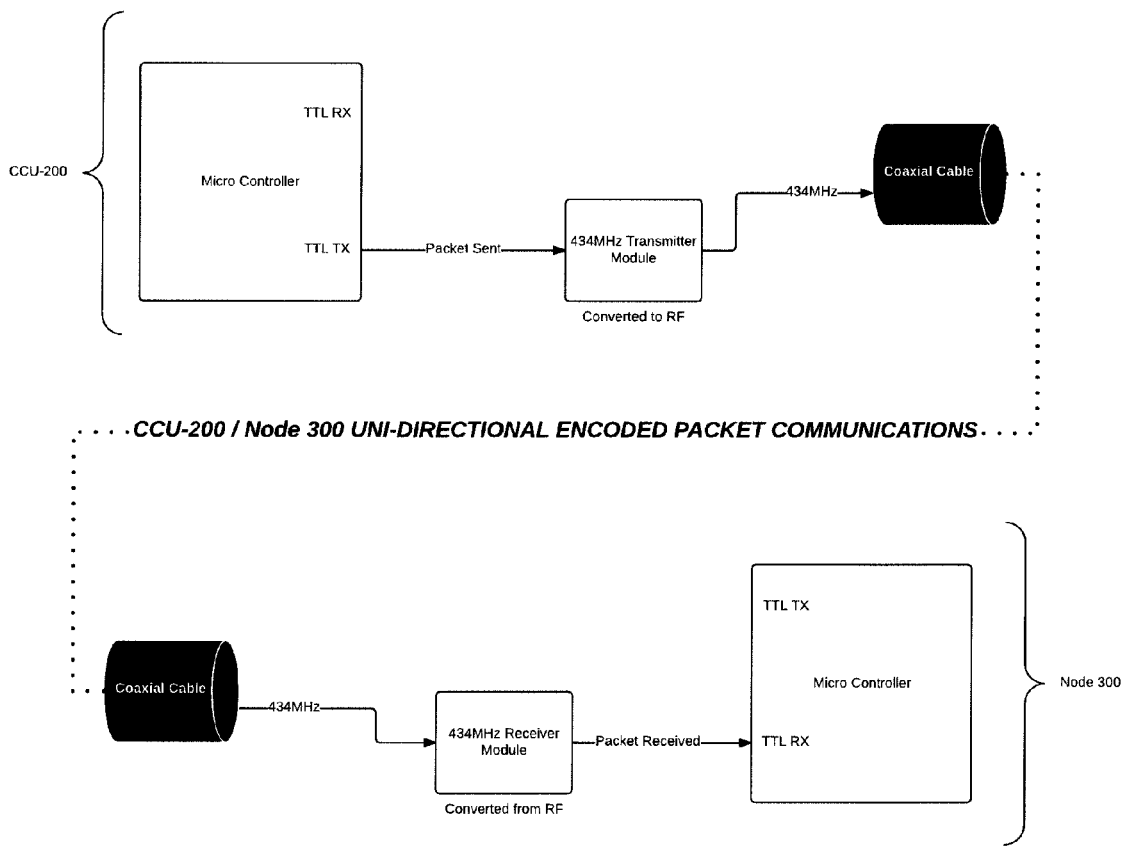 TTL RX
CCU-200
Micro Controller
Coaxial Cable
434MHz
TTL TX
Packet Sent
434MHz Transmitter
Module
Converted to RF
CCU-200 / Node 300 UNI-DIRECTIONAL ENCODED PACKET COMMUNICATIONS
TTL TX
Coaxial Cable
Micro Controller
Node 300
434MHz
434MHz Receiver
Module
Packet Received
TTL RX
Converted from RF